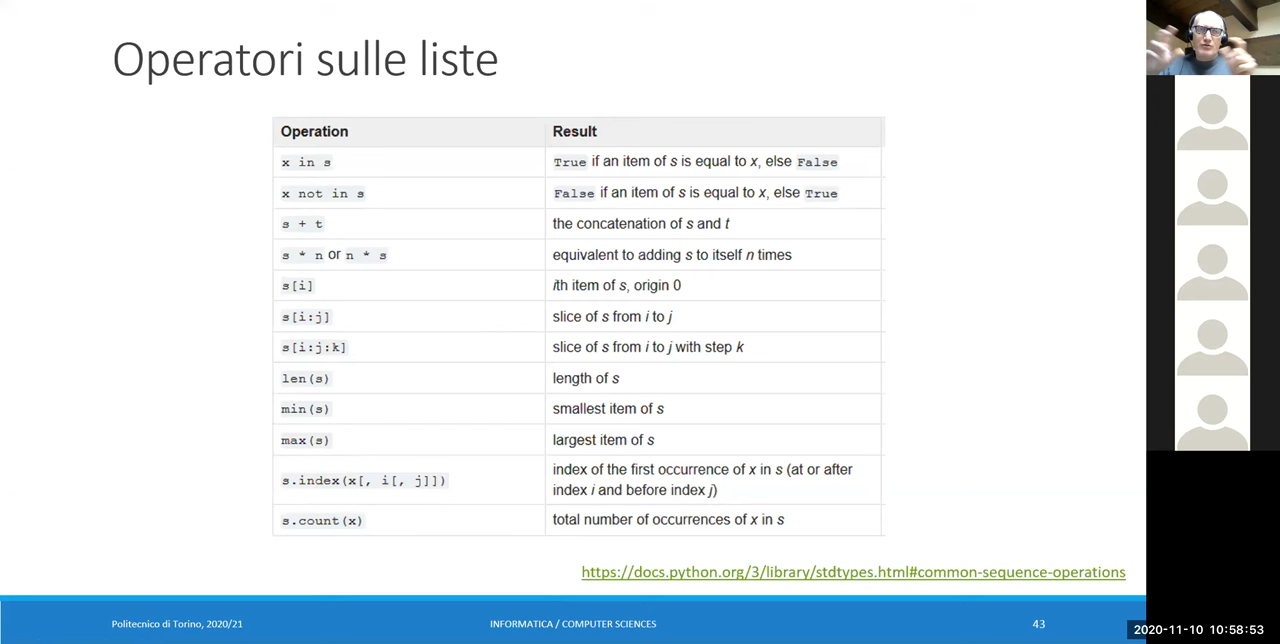 Operatori sulle liste
Operation Result
x in s True if an item of s is equal to x, else False
x not in s False if an item of s is equal to x, else True
s + t the concatenation of s and t
s * n or n * s equivalent to adding s to itself n times
s[i] ith item of s, origin 0
s[i:j] slice of s from i to j
s[i:j:k] slice of s from i to j with step k
len(s) length of s
min(s) smallest item of s
max(s) largest item of s
s.index(x[, i[, j]]) index of the first occurrence of x in s (at or after
index i and before index j)
s.count(x) total number of occurrences of x in s
https://docs.python.org/3/library/stdtypes.html#common-sequence-operations
Politecnico di Torino, 2020/21 INFORMATICA / COMPUTER SCIENCES 43
2020-11-10 10:58:53